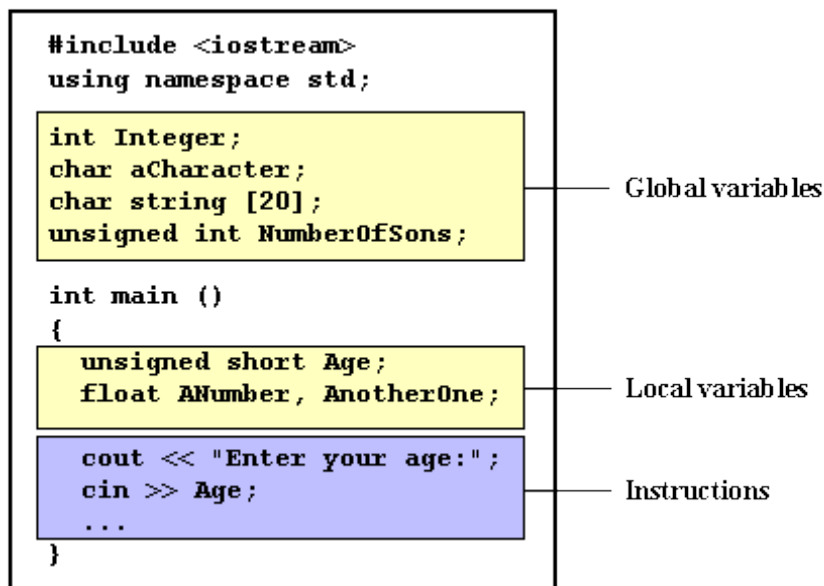 #include <iostream>
using namespace std;
int Integer;
char aCharacter;
char string [20];
unsigned int NumberOfSons;
Global variables
int main ()
{
unsigned short Age;
float ANumber, AnotherOne;
Local variables
cout << "Enter your age:";
cin >> Age;
...
Instructions
}